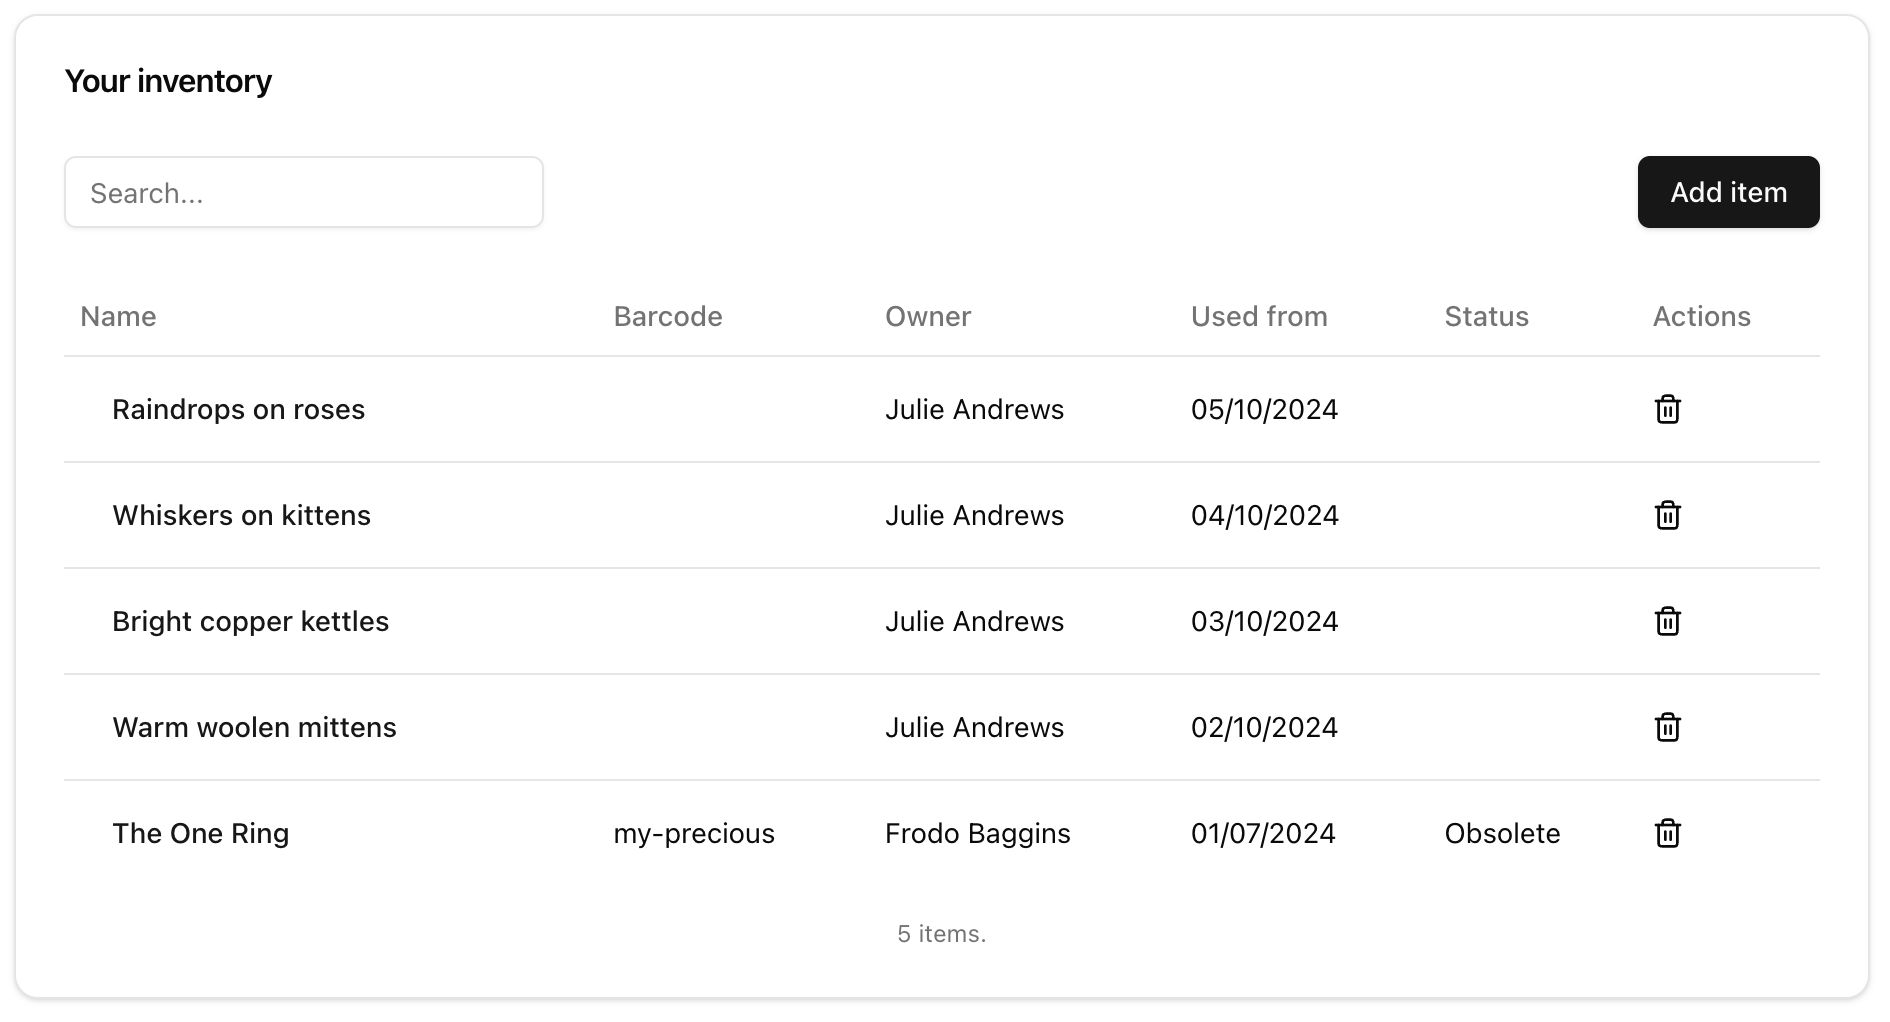 Your inventory
Search...
Add item
Name Barcode Owner Used from Status Actions
Raindrops on roses Julie Andrews 05/10/2024
Whiskers on kittens Julie Andrews 04/10/2024
Bright copper kettles Julie Andrews 03/10/2024
Warm woolen mittens Julie Andrews 02/10/2024
The One Ring my-precious Frodo Baggins 01/07/2024 Obsolete
5 items.